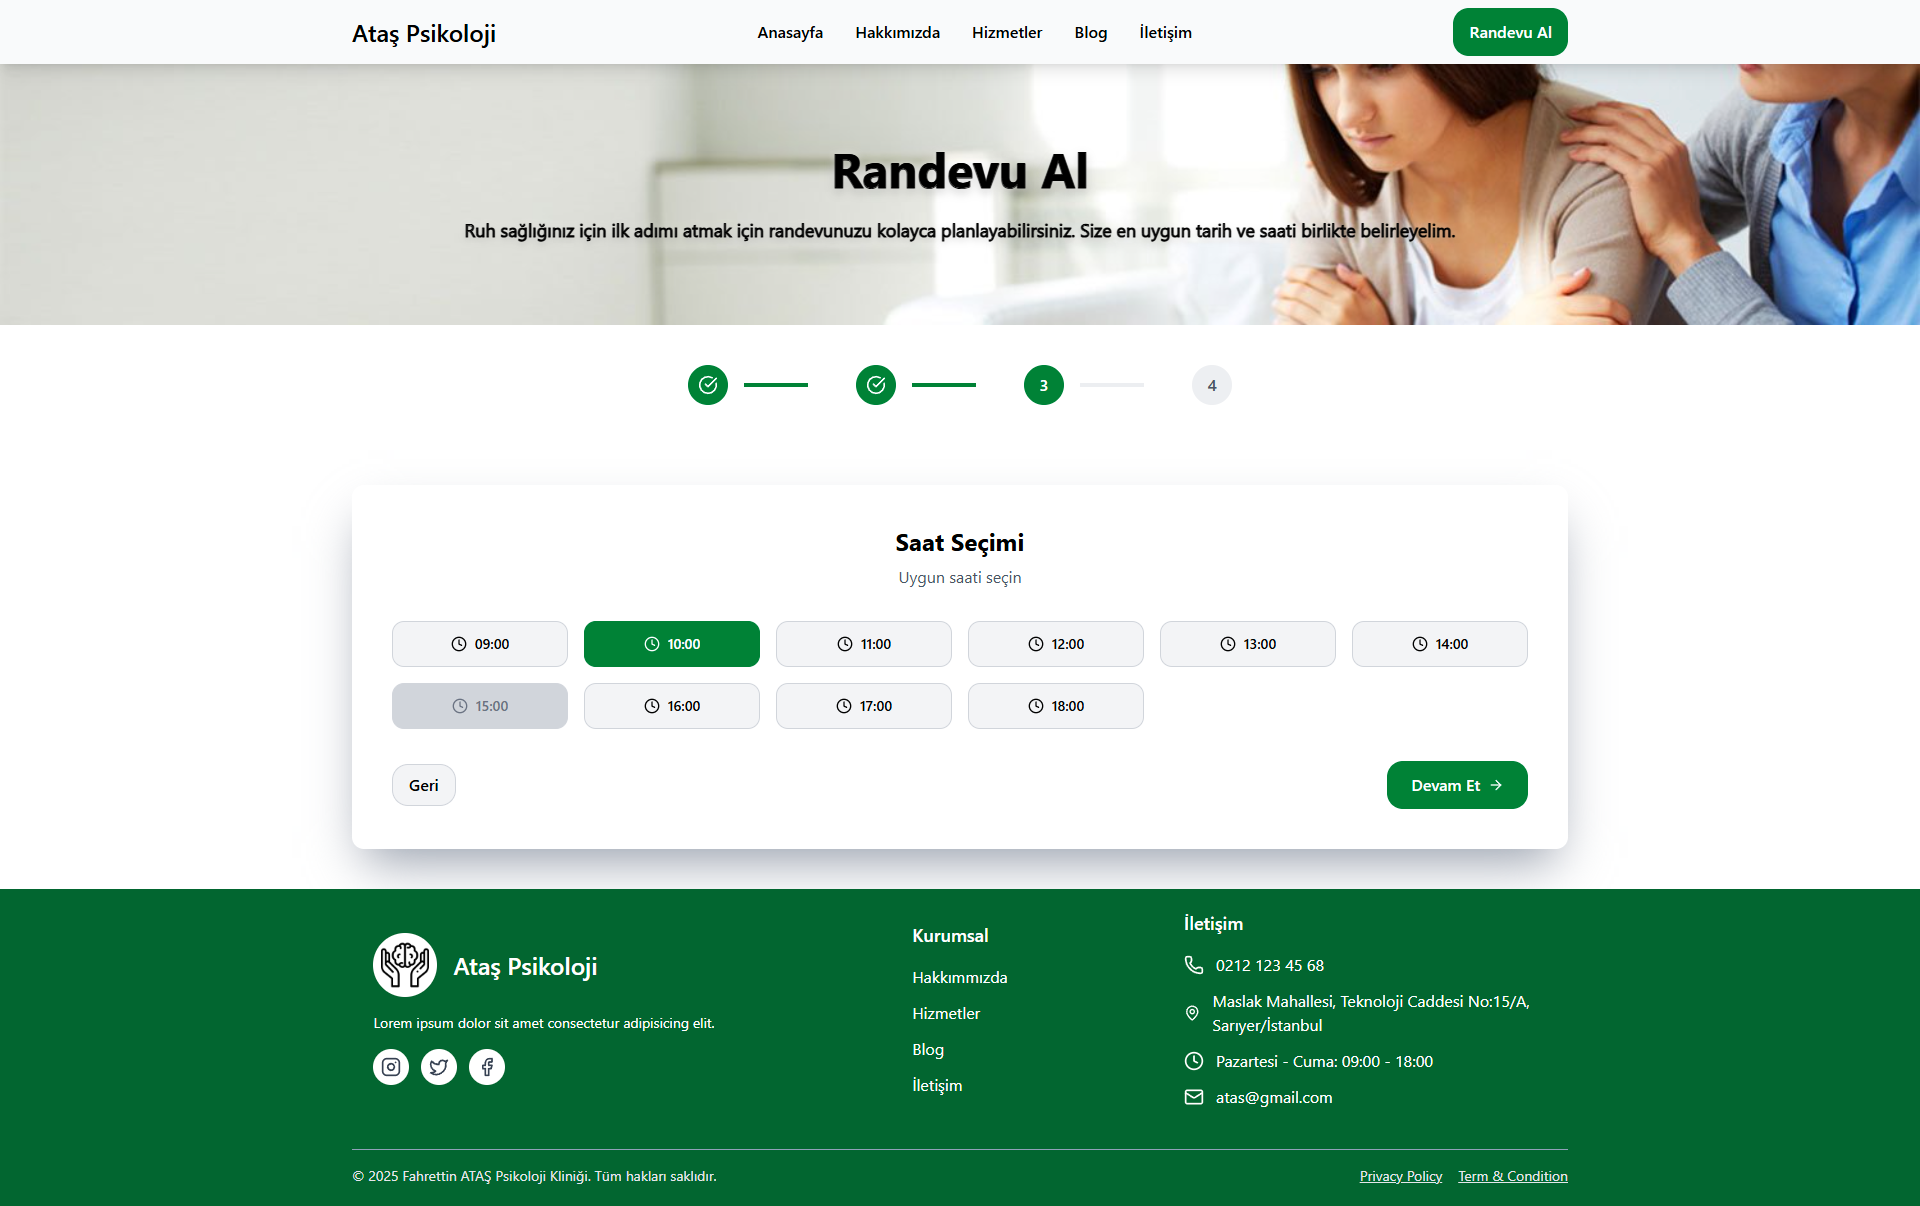 Ataş Psikoloji
Anasayfa
Hakkımızda
Hizmetler
Blog
İletişim
Randevu Al
Randevu Al
Ruh sağlığınız için ilk adımı atmak için randevunuzu kolayca planlayabilirsiniz. Size en uygun tarih ve saati birlikte belirleyelim.
3
4
Saat Seçimi
Uygun saati seçin
09:00
10:00
11:00
12:00
13:00
14:00
15:00
16:00
17:00
18:00
Geri
Devam Et
Ataş Psikoloji
Lorem ipsum dolor sit amet consectetur adipisicing elit.
Kurumsal
Hakkımmızda
Hizmetler
Blog
İletişim
İletişim
0212 123 45 68
Maslak Mahallesi, Teknoloji Caddesi No:15/A,
Sarıyer/İstanbul
Pazartesi - Cuma: 09:00 - 18:00
atas@gmail.com
© 2025 Fahrettin ATAŞ Psikoloji Kliniği. Tüm hakları saklıdır.
Privacy Policy
Term & Condition